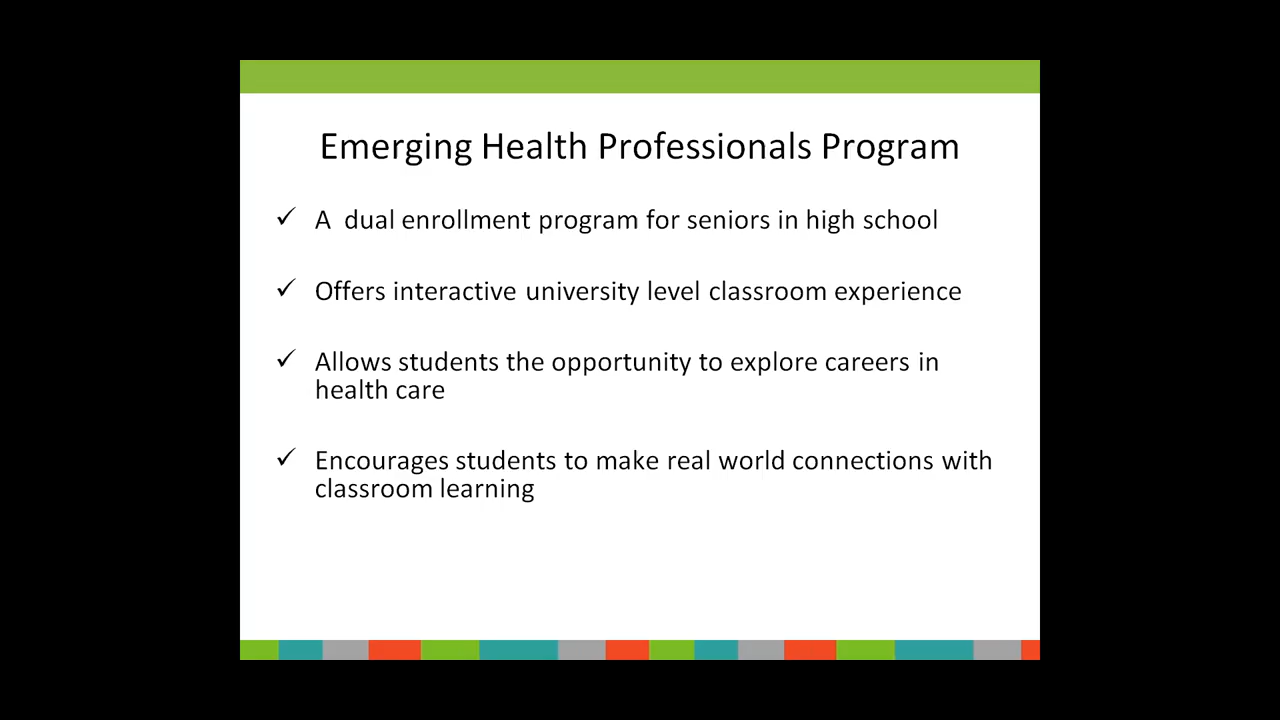 Emerging Health Professionals Program
✓ A  dual enrollment program for seniors in high school
✓ Offers interactive university level classroom experience
✓ Allows students the opportunity to explore careers in
health care
✓ Encourages students to make real world connections with
classroom learning